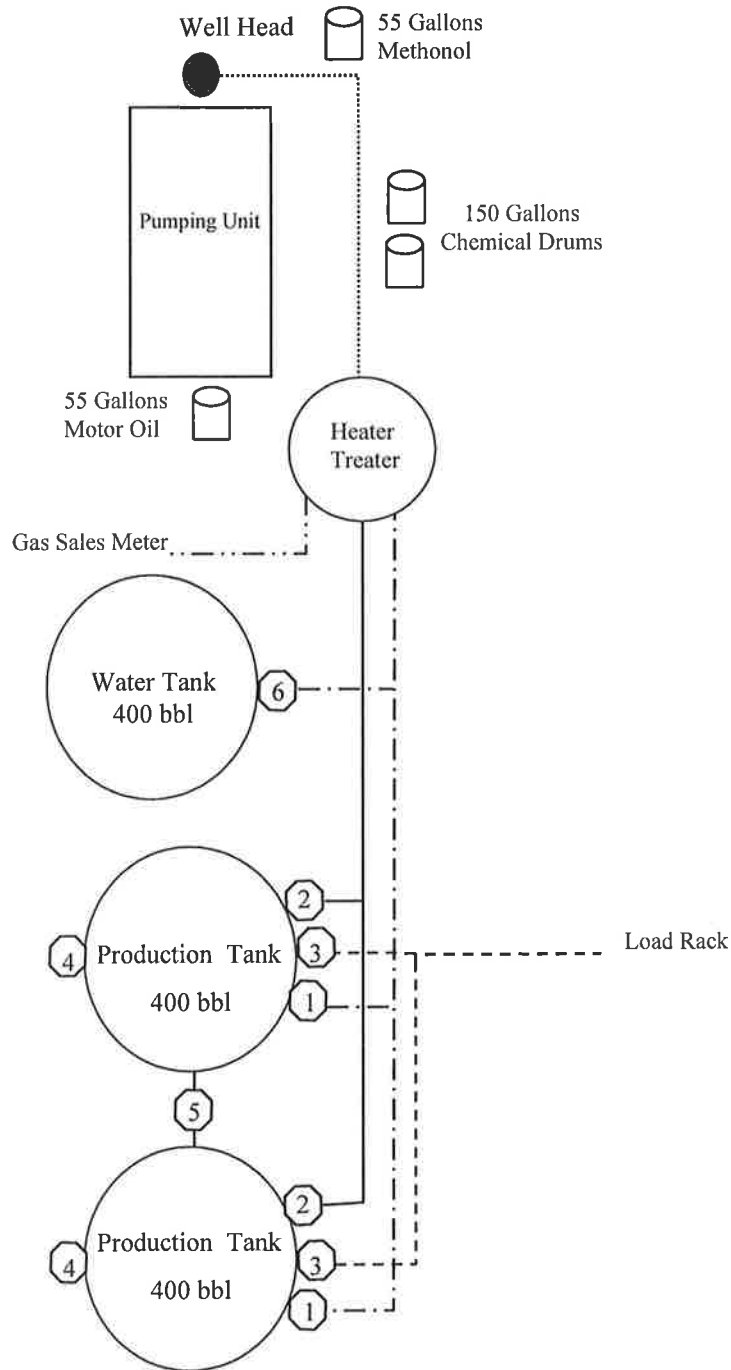 Well Head
55 Gallons
Methonol
Pumping Unit
150 Gallons
Chemical Drums
55 Gallons
Motor Oil
Heater
Treater
Gas Sales Meter
Water Tank
400 bbl
6
2
4
Production Tank
3
Load Rack
400 bbl
1
5
2
4
Production Tank
3
400 bbl
1